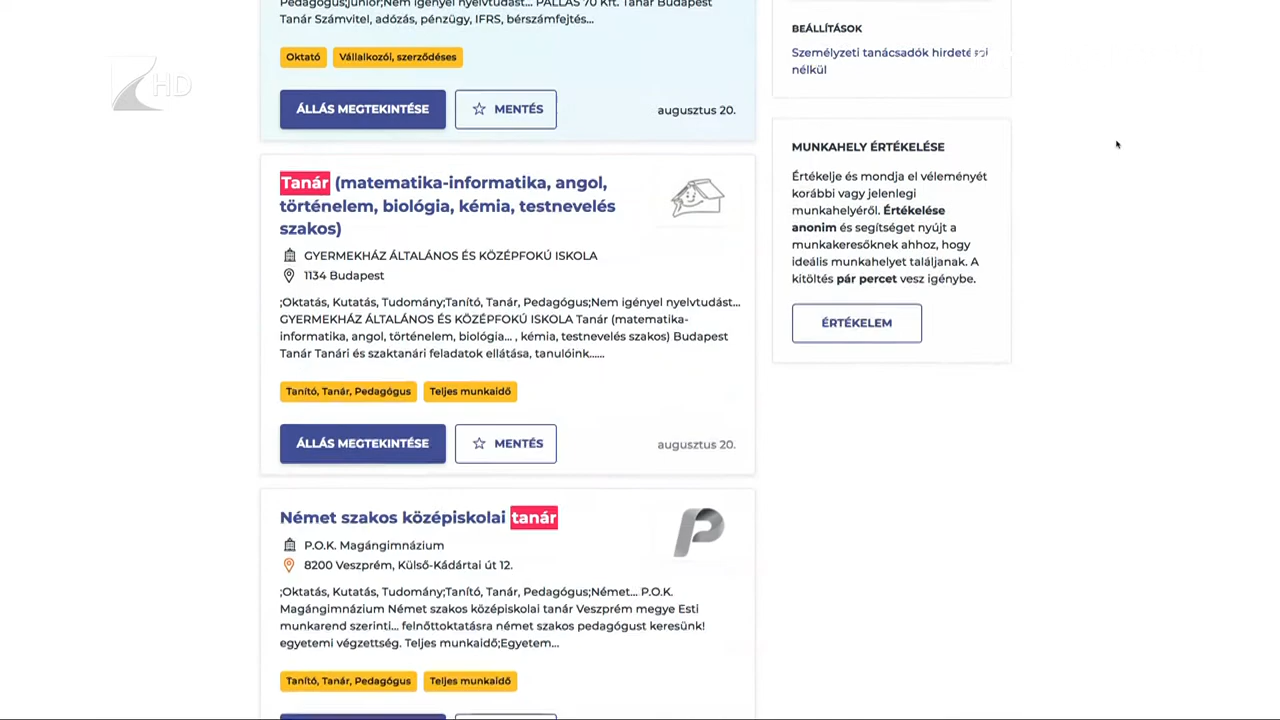 Pedagógus;Junior;Nem igényel nyelvtudást... PALLAS 70 Kft. Tanár Budapest
Tanár Számvitel, adózás, pénzügy, IFRS, bérszámfejtés...
Oktató
Vállalkozói, szerződéses
ÁLLÁS MEGTEKINTÉSE
MENTÉS
augusztus 20.
HD
Tanár (matematika-informatika, angol,
történelem, biológia, kémia, testnevelés
szakos)
GYERMEKHÁZ ÁLTALÁNOS ÉS KÖZÉPFOKÚ ISKOLA
1134 Budapest
;Oktatás, Kutatás, Tudomány;Tanító, Tanár, Pedagógus;Nem igényel nyelvtudást...
GYERMEKHÁZ ÁLTALÁNOS ÉS KÖZÉPFOKÚ ISKOLA Tanár (matematika-
informatika, angol, történelem, biológia... , kémia, testnevelés szakos) Budapest
Tanár Tanári és szaktanári feladatok ellátása, tanulóink......
Tanító, Tanár, Pedagógus
Teljes munkaidő
ÁLLÁS MEGTEKINTÉSE
MENTÉS
augusztus 20.
Német szakos középiskolai tanár
P.O.K. Magángimnázium
8200 Veszprém, Külső-Kádártai út 12.
;Oktatás, Kutatás, Tudomány;Tanító, Tanár, Pedagógus;Német... P.O.K.
Magángimnázium Német szakos középiskolai tanár Veszprém megye Esti
munkarend szerinti... felnőttoktatásra német szakos pedagógust keresünk!
egyetemi végzettség. Teljes munkaidő;Egyetem...
Tanító, Tanár, Pedagógus
Teljes munkaidő
BEÁLLÍTÁSOK
Személyzeti tanácsadók hirdetései
nélkül
MUNKAHELY ÉRTÉKELÉSE
Értékelje és mondja el véleményét
korábbi vagy jelenlegi
munkahelyéről. Értékelése
anonim és segítséget nyújt a
munkakeresőknek ahhoz, hogy
ideális munkahelyet találjanak. A
kitöltés pár percet vesz igénybe.
ÉRTÉKELEM